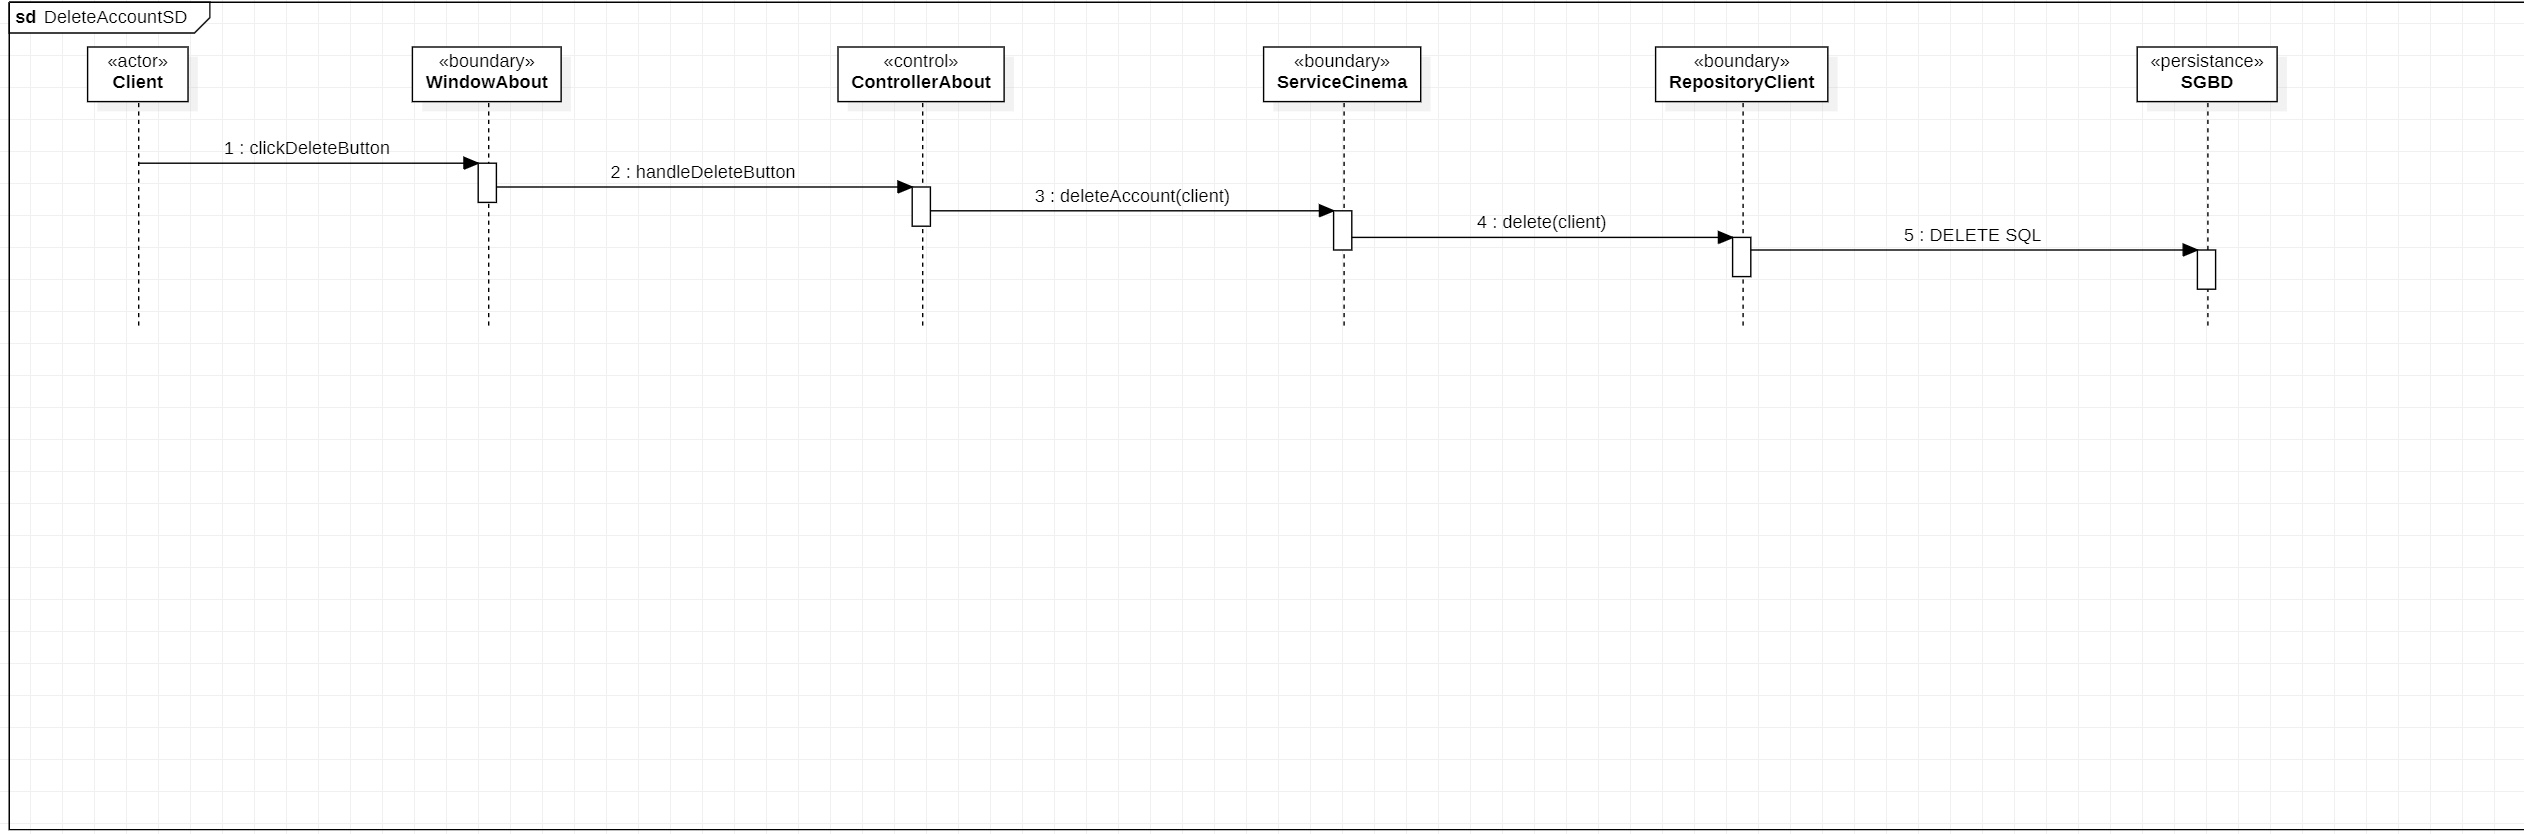 sd DeleteAccountSD
«actor»
Client
«boundary»
WindowAbout
«control»
ControllerAbout
«boundary»
ServiceCinema
«boundary»
RepositoryClient
«persistance»
SGBD
1 : clickDeleteButton
2 : handleDeleteButton
3 : deleteAccount(client)
4 : delete(client)
5 : DELETE SQL